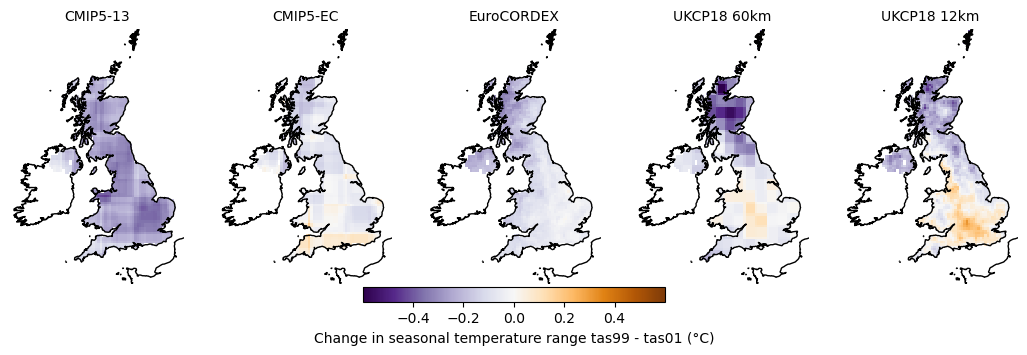 CMIP5-13 CMIP5-EC EuroCORDEX UKCP18 60km UKCP18 12km
−0.4 −0.2 0.0 0.2 0.4
Change in seasonal temperature range tas99 - tas01 (°C)